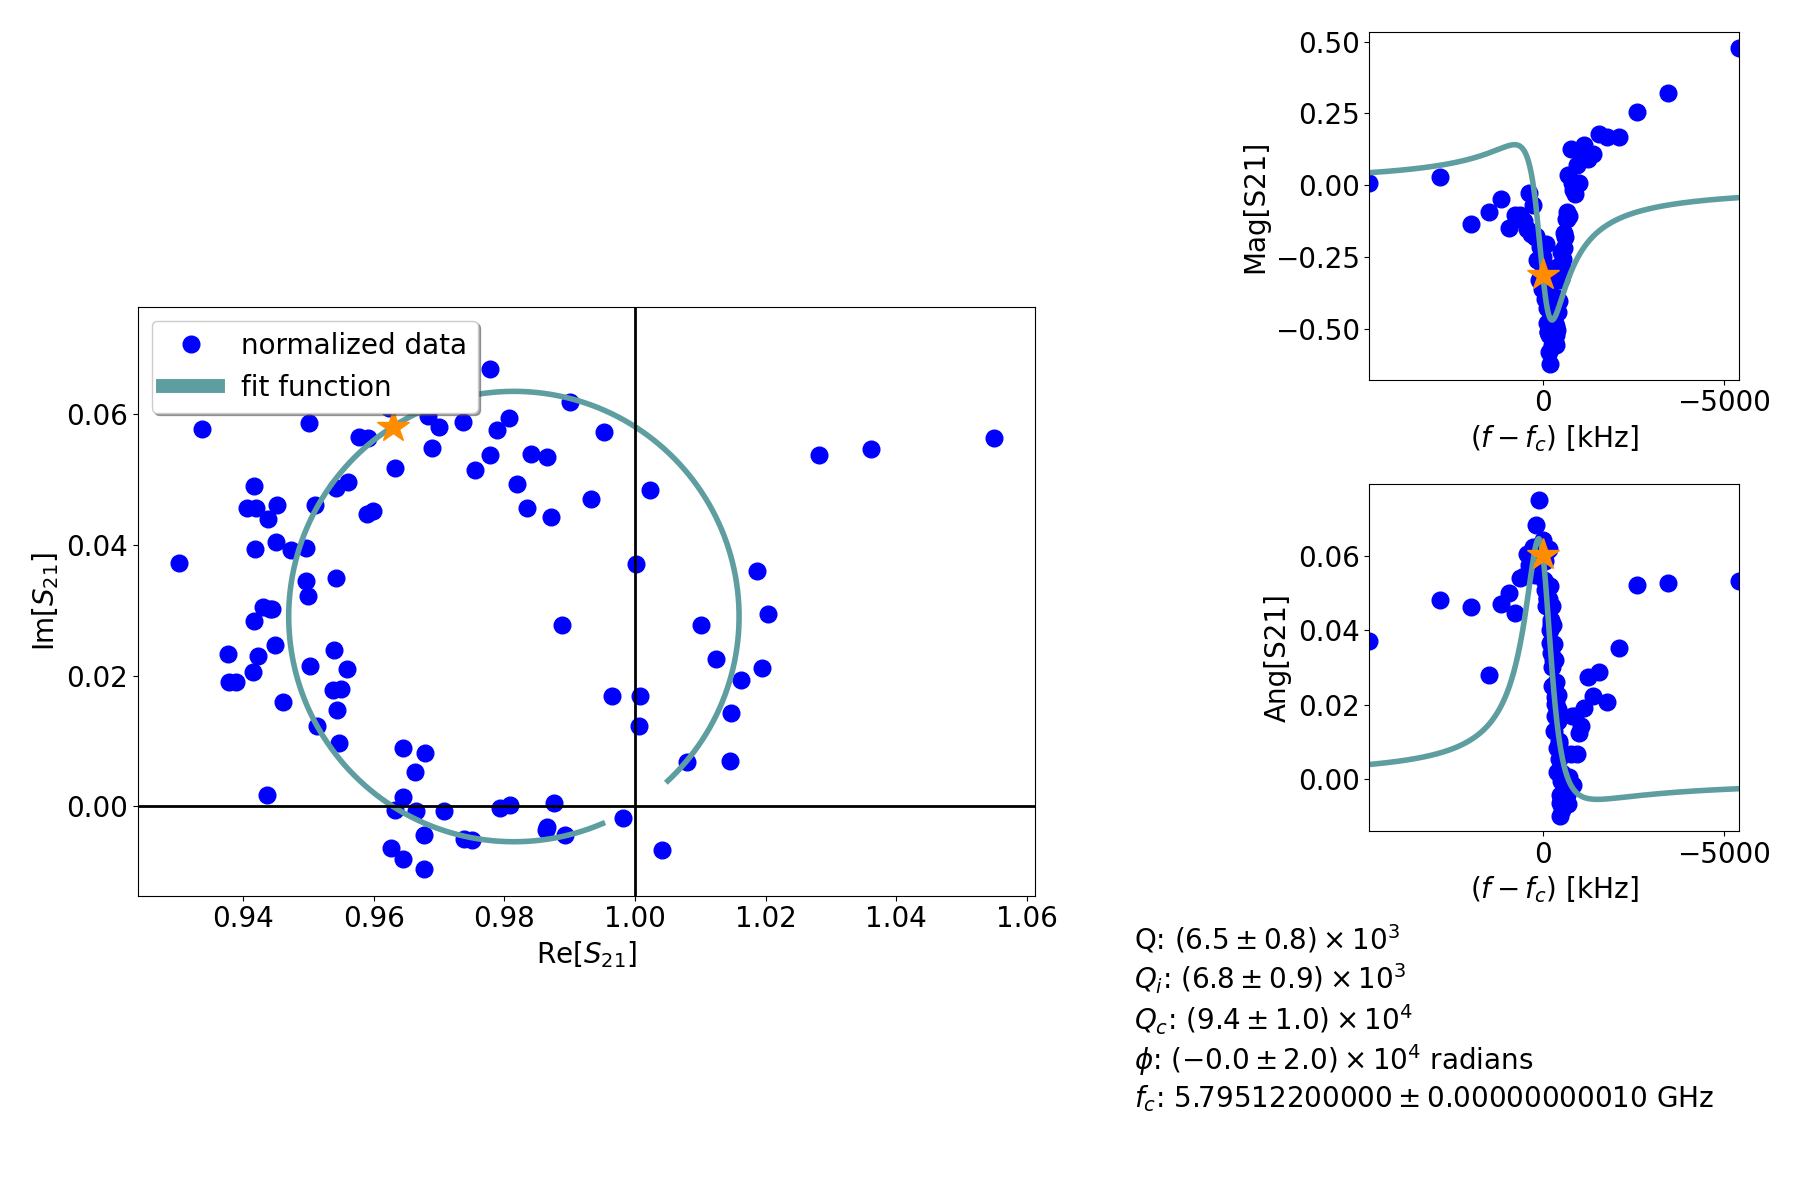 normalized data
fit function
0.06
0.04
0.02
0.00
Im[S21]
0.94 0.96 0.98 1.00 1.02 1.04 1.06
Re[S21]
0.50
0.25
0.00
−0.25
−0.50
Mag[S21]
0 −5000
(f − fc) [kHz]
0.06
0.04
0.02
0.00
Ang[S21]
0 −5000
(f − fc) [kHz]
Q: (6.5 ± 0.8) × 10^3
Qi: (6.8 ± 0.9) × 10^3
Qc: (9.4 ± 1.0) × 10^4
ϕ: (−0.0 ± 2.0) × 10^4 radians
fc: 5.79512200000 ± 0.00000000010 GHz